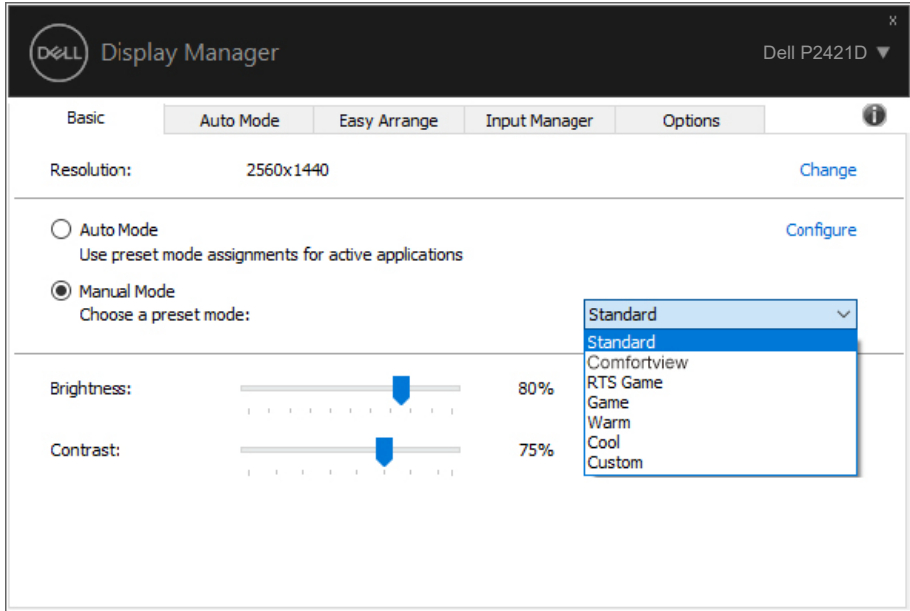 x
DELL Display Manager
Dell P2421D ▼
Basic Auto Mode Easy Arrange Input Manager Options
Resolution: 2560x1440 Change
Auto Mode Configure
Use preset mode assignments for active applications
Manual Mode
Choose a preset mode: Standard
Standard
Comfortview
RTS Game
Game
Warm
Cool
Custom
Brightness: 80%
Contrast: 75%